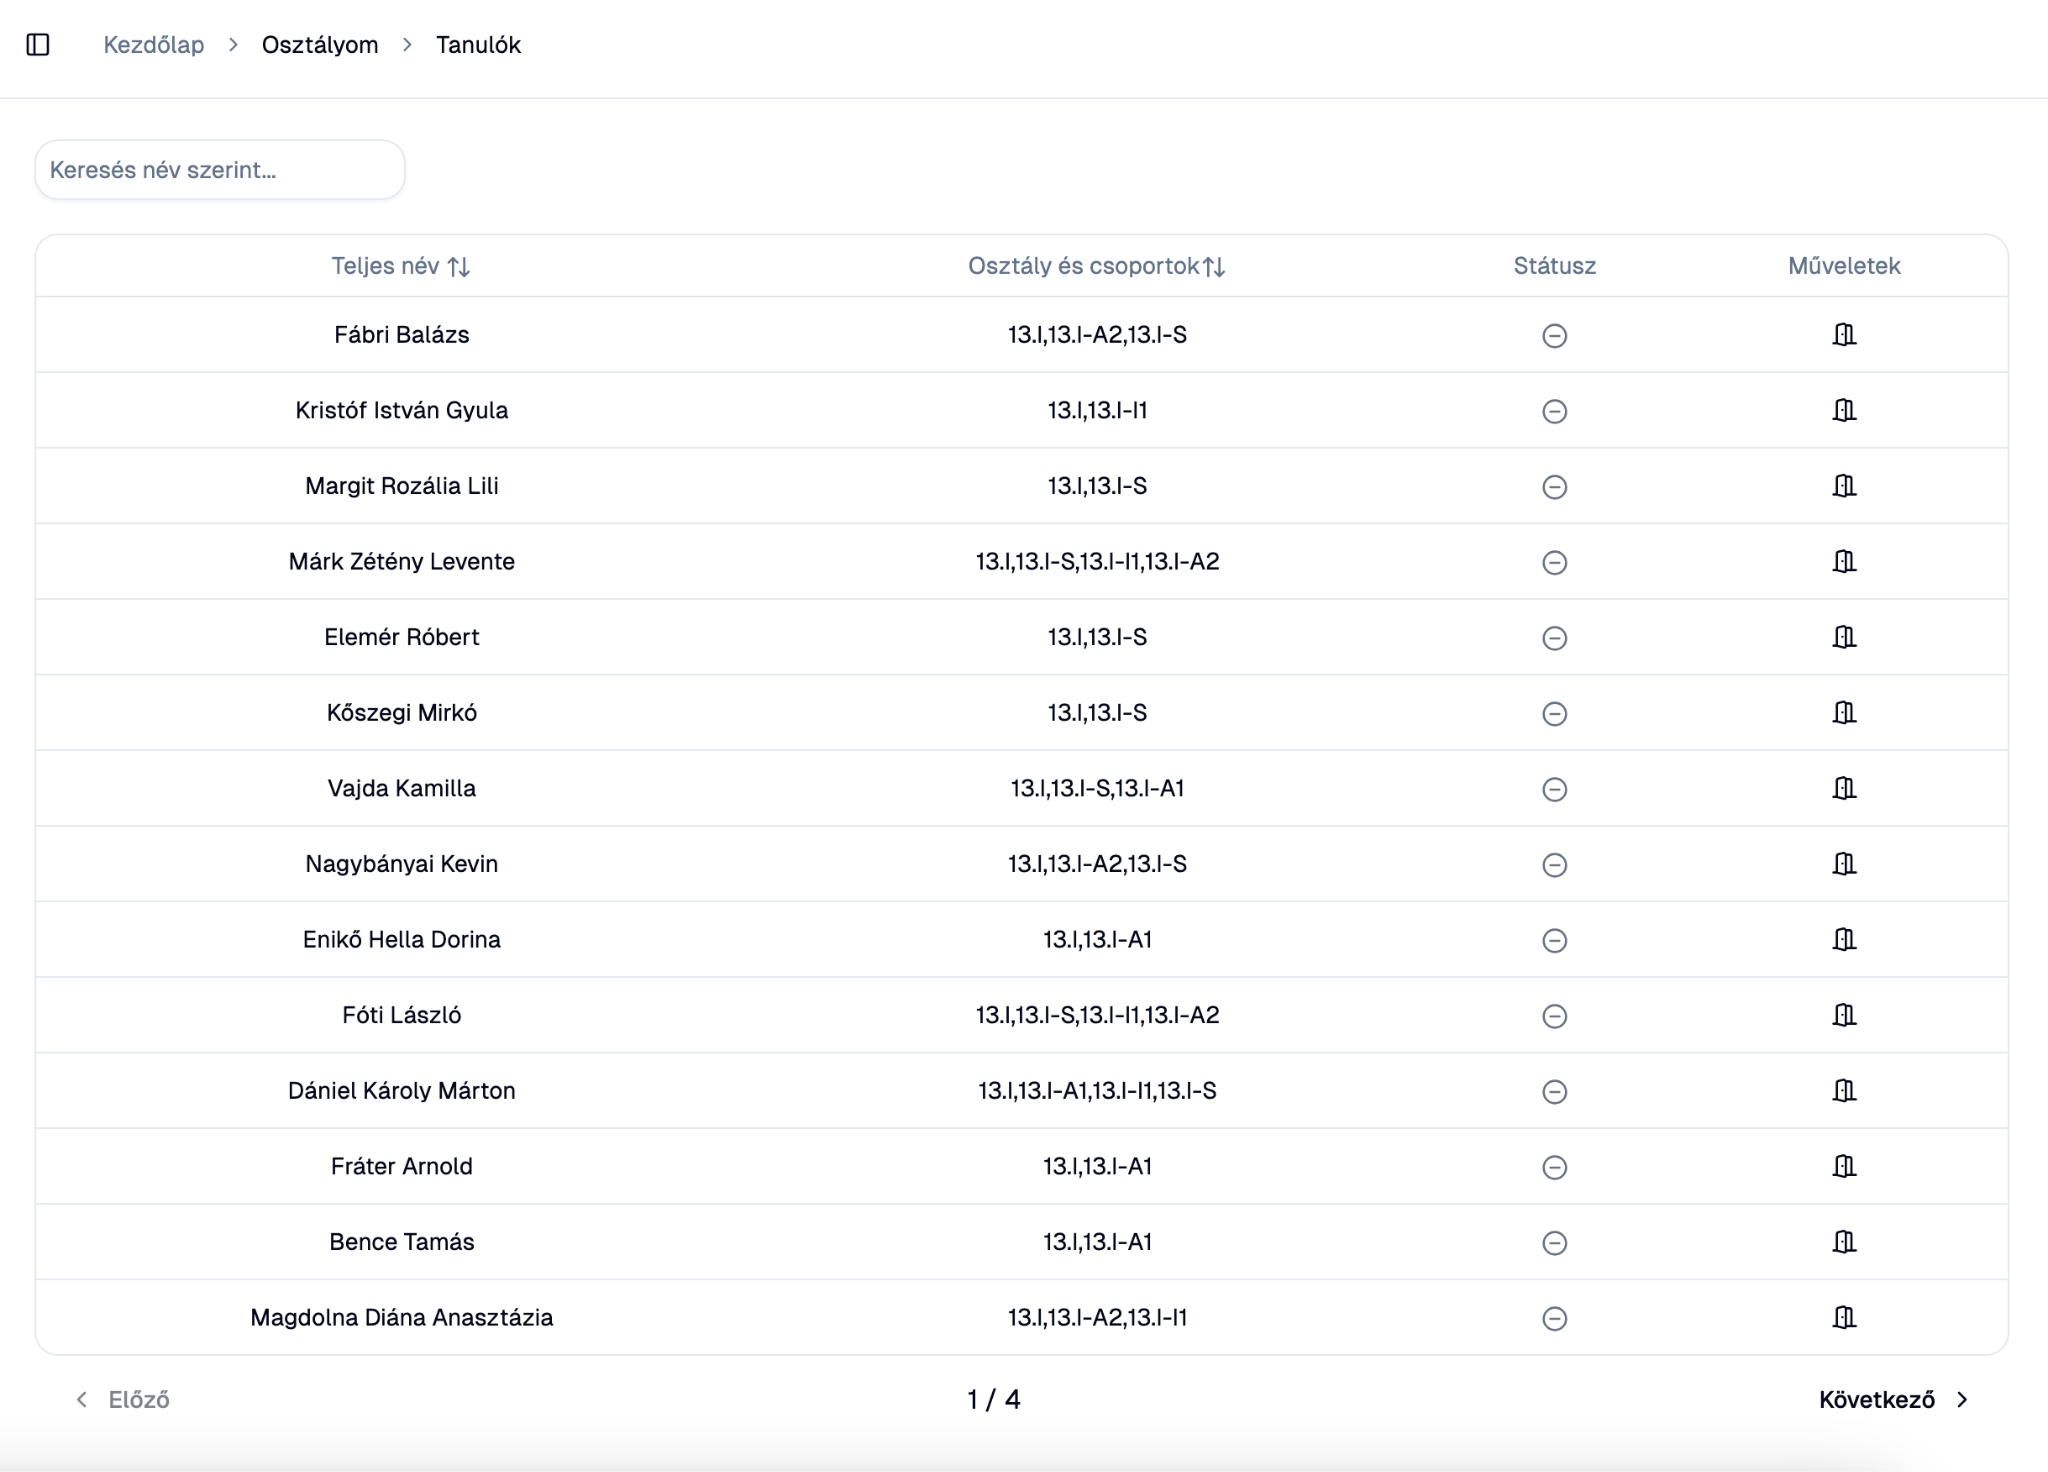 Kezdőlap > Osztályom > Tanulók
Keresés név szerint...
Teljes név Osztály és csoportok Státusz Műveletek
Fábri Balázs 13.I,13.I-A2,13.I-S
Kristóf István Gyula 13.I,13.I-I1
Margit Rozália Lili 13.I,13.I-S
Márk Zétény Levente 13.I,13.I-S,13.I-I1,13.I-A2
Elemér Róbert 13.I,13.I-S
Kőszegi Mirkó 13.I,13.I-S
Vajda Kamilla 13.I,13.I-S,13.I-A1
Nagybányai Kevin 13.I,13.I-A2,13.I-S
Enikő Hella Dorina 13.I,13.I-A1
Fóti László 13.I,13.I-S,13.I-I1,13.I-A2
Dániel Károly Márton 13.I,13.I-A1,13.I-I1,13.I-S
Fráter Arnold 13.I,13.I-A1
Bence Tamás 13.I,13.I-A1
Magdolna Diána Anasztázia 13.I,13.I-A2,13.I-I1
Előző 1 / 4 Következő